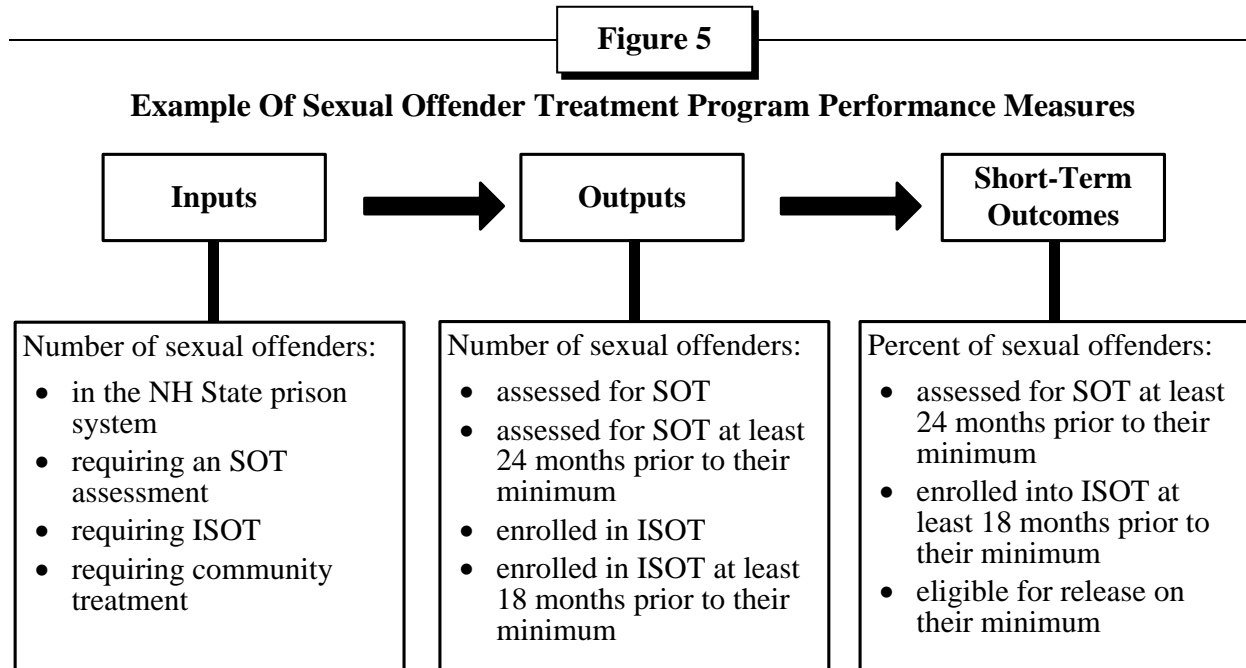 Figure 5
Example Of Sexual Offender Treatment Program Performance Measures
Inputs
Outputs
Short-Term
Outcomes
Number of sexual offenders:
• in the NH State prison
system
• requiring an SOT
assessment
• requiring ISOT
• requiring community
treatment
Number of sexual offenders:
• assessed for SOT
• assessed for SOT at least
24 months prior to their
minimum
• enrolled in ISOT
• enrolled in ISOT at least
18 months prior to their
minimum
Percent of sexual offenders:
• assessed for SOT at least
24 months prior to their
minimum
• enrolled into ISOT at
least 18 months prior to
their minimum
• eligible for release on
their minimum